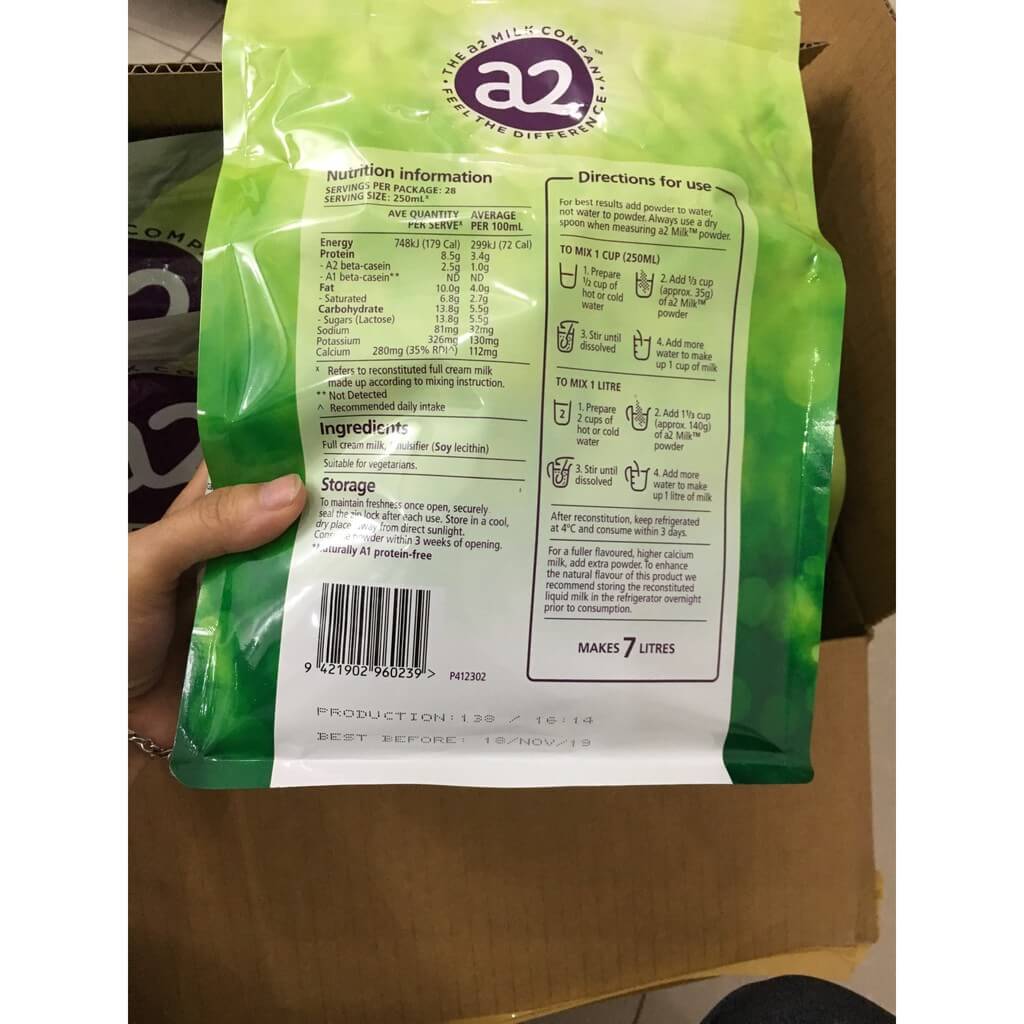 THE a2 MILK COMPANY™
a2
FEEL THE DIFFERENCE
COMP
a2
a2
Nutrition information
SERVINGS PER PACKAGE: 28
SERVING SIZE: 250mLˣ
AVE QUANTITY PER SERVEˣ AVERAGE PER 100mL
Energy 748kJ (179 Cal) 299kJ (72 Cal)
Protein 8.5g 3.4g
- A2 beta-casein 2.5g 1.0g
- A1 beta-casein** ND ND
Fat 10.0g 4.0g
- Saturated 6.8g 2.7g
Carbohydrate 13.8g 5.5g
- Sugars (Lactose) 13.8g 5.5g
Sodium 81mg 32mg
Potassium 326mg 130mg
Calcium 280mg (35% RDI^) 112mg
ˣ Refers to reconstituted full cream milk
made up according to mixing instruction.
** Not Detected
^ Recommended daily intake
Ingredients
Full cream milk, (Soy lecithin)
Suitable for vegetarians.
Storage
To maintain freshness once open, securely
seal the zip lock after each use. Store in a cool,
dry place from direct sunlight.
powder within 3 weeks of opening.
A1 protein-free
9 421902 960239 >
P412302
PRODUCTION:138 / 16:14
BEST BEFORE: 18/NOV/19
Directions for use
For best results add powder to water,
not water to powder. Always use a dry
spoon when measuring a2 Milk™ powder.
TO MIX 1 CUP (250ML)
1. Prepare
½ cup of
hot or cold
water
2. Add ⅓ cup
(approx. 35g)
of a2 Milk™
powder
3. Stir until
dissolved
4. Add more
water to make
up 1 cup of milk
TO MIX 1 LITRE
2
1. Prepare
2 cups of
hot or cold
water
2. Add 1⅓ cup
(approx. 140g)
of a2 Milk™
powder
3. Stir until
dissolved
4. Add more
water to make
up 1 litre of milk
After reconstitution, keep refrigerated
at 4°C and consume within 3 days.
For a fuller flavoured, higher calcium
milk, add extra powder. To enhance
the natural flavour of this product we
recommend storing the reconstituted
liquid milk in the refrigerator overnight
prior to consumption.
MAKES 7 LITRES